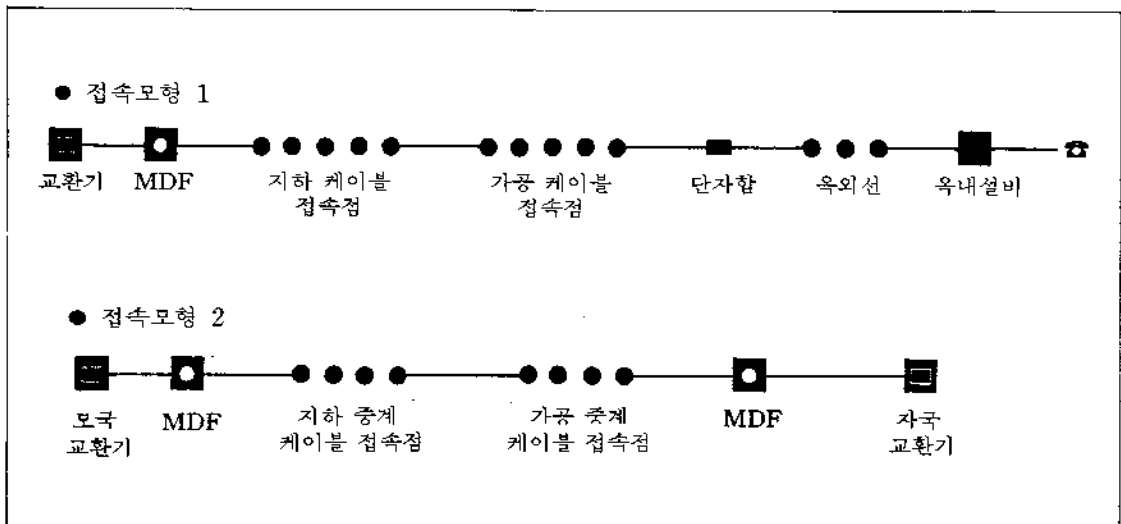 ● 접속모형 1
교환기 MDF 지하 케이블 가공 케이블 단자함 옥외선 옥내설비
접속점 접속점
● 접속모형 2
모국 MDF 지하 중계 가공 중계 MDF 자국
교환기 케이블 접속점 케이블 접속점 교환기